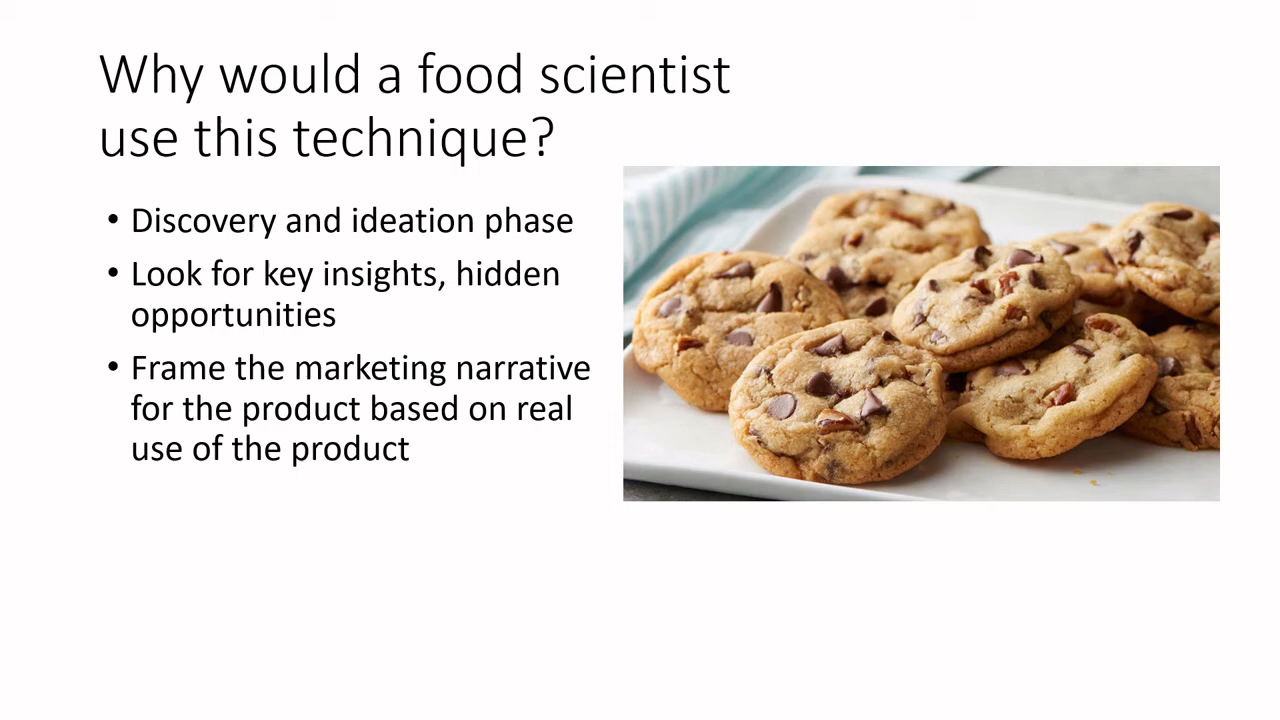 Why would a food scientist
use this technique?
• Discovery and ideation phase
• Look for key insights, hidden
opportunities
• Frame the marketing narrative
for the product based on real
use of the product